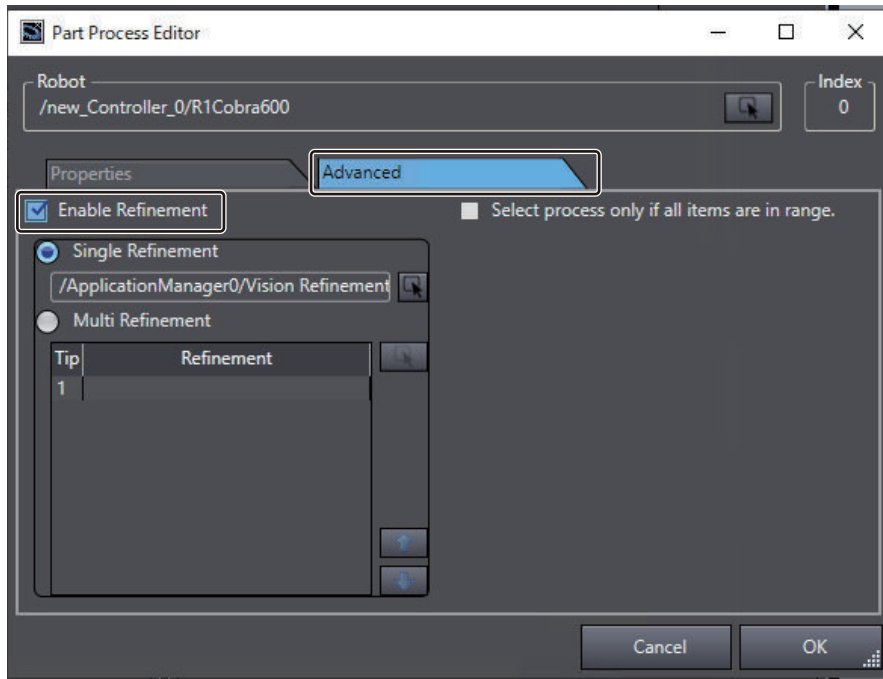 Part Process Editor
Robot
/new_Controller_0/R1Cobra600
Index
0
Properties
Advanced
Enable Refinement
Select process only if all items are in range.
Single Refinement
/ApplicationManager0/Vision Refinement
Multi Refinement
Tip Refinement
1
Cancel OK